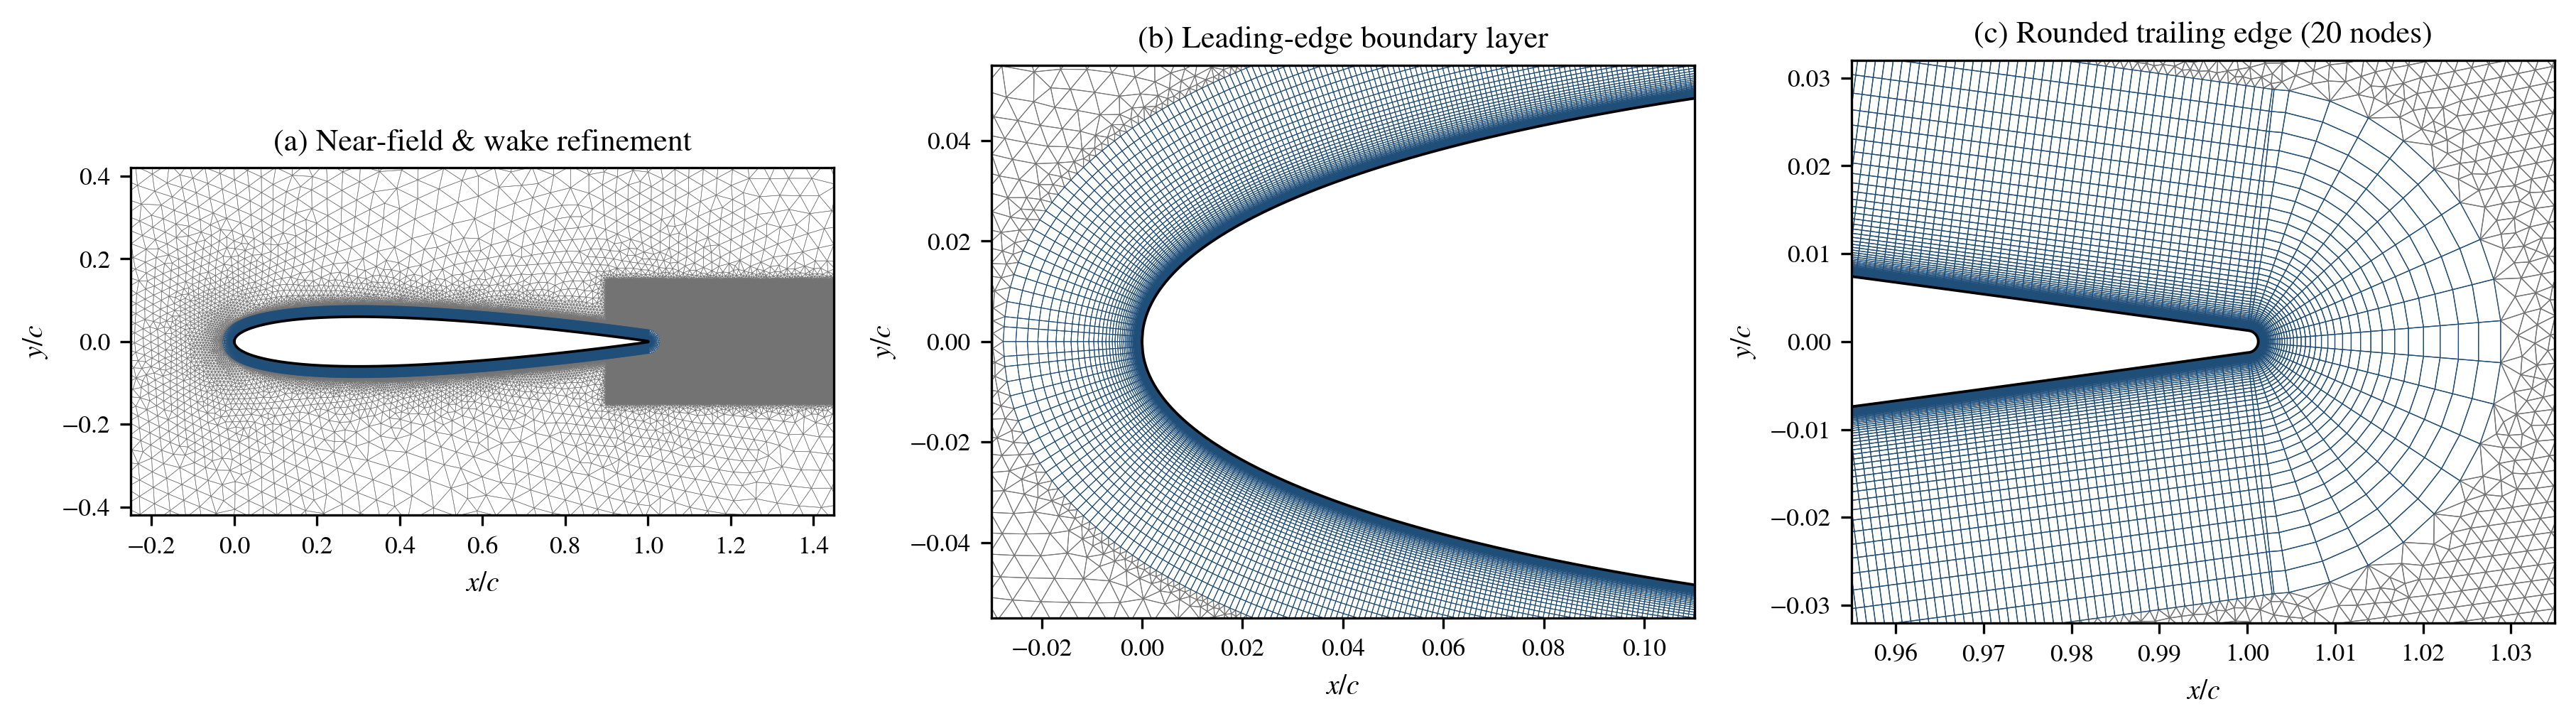 (a) Near-field & wake refinement
0.4
0.2
0.0
−0.2
−0.4
y/c
−0.2 0.0 0.2 0.4 0.6 0.8 1.0 1.2 1.4
x/c
(b) Leading-edge boundary layer
0.04
0.02
0.00
−0.02
−0.04
y/c
−0.02 0.00 0.02 0.04 0.06 0.08 0.10
x/c
(c) Rounded trailing edge (20 nodes)
0.03
0.02
0.01
0.00
−0.01
−0.02
−0.03
y/c
0.96 0.97 0.98 0.99 1.00 1.01 1.02 1.03
x/c